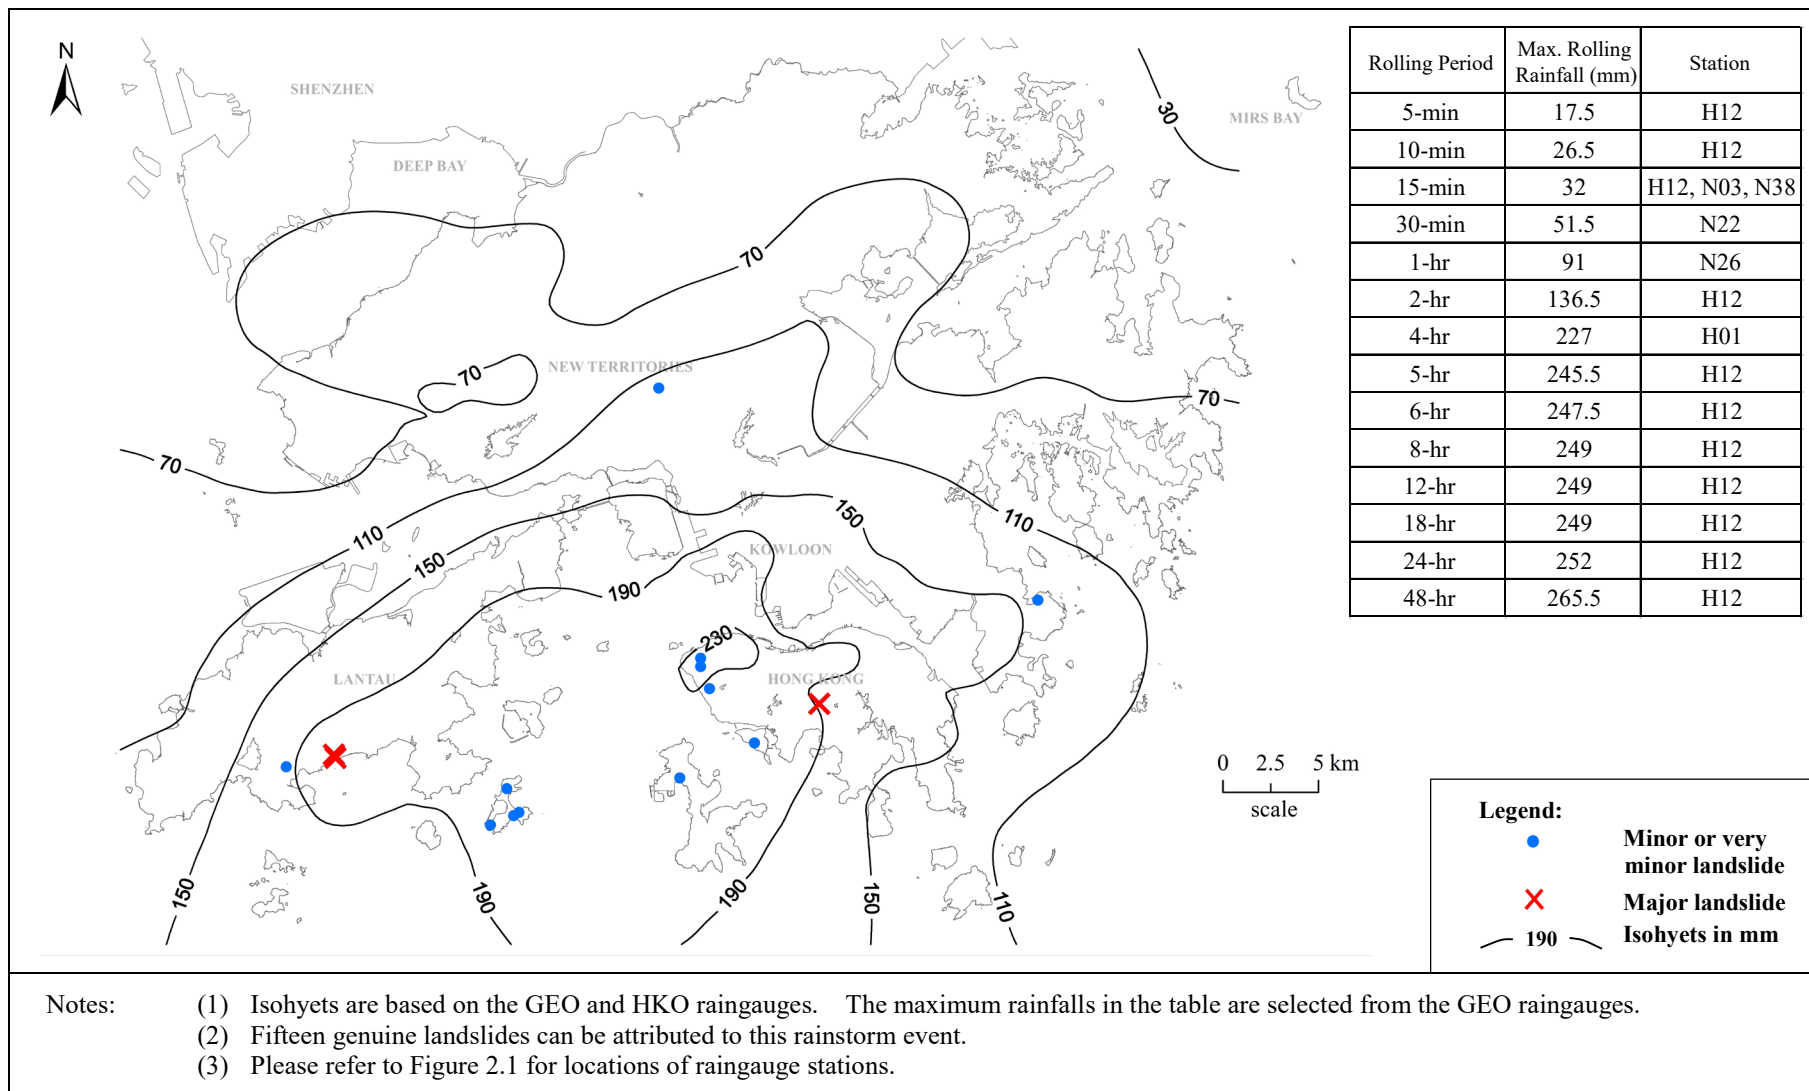 N
SHENZHEN
DEEP BAY
MIRS BAY
30
70
NEW TERRITORIES
70
70
70
110
150
150
110
KOWLOON
190
230
LANTAU
HONG KONG
150
190
190
150
110
0 2.5 5 km
scale
Rolling Period Max. Rolling Rainfall (mm) Station
5-min 17.5 H12
10-min 26.5 H12
15-min 32 H12, N03, N38
30-min 51.5 N22
1-hr 91 N26
2-hr 136.5 H12
4-hr 227 H01
5-hr 245.5 H12
6-hr 247.5 H12
8-hr 249 H12
12-hr 249 H12
18-hr 249 H12
24-hr 252 H12
48-hr 265.5 H12
Legend:
Minor or very
minor landslide
Major landslide
190 Isohyets in mm
Notes: (1) Isohyets are based on the GEO and HKO raingauges. The maximum rainfalls in the table are selected from the GEO raingauges.
(2) Fifteen genuine landslides can be attributed to this rainstorm event.
(3) Please refer to Figure 2.1 for locations of raingauge stations.